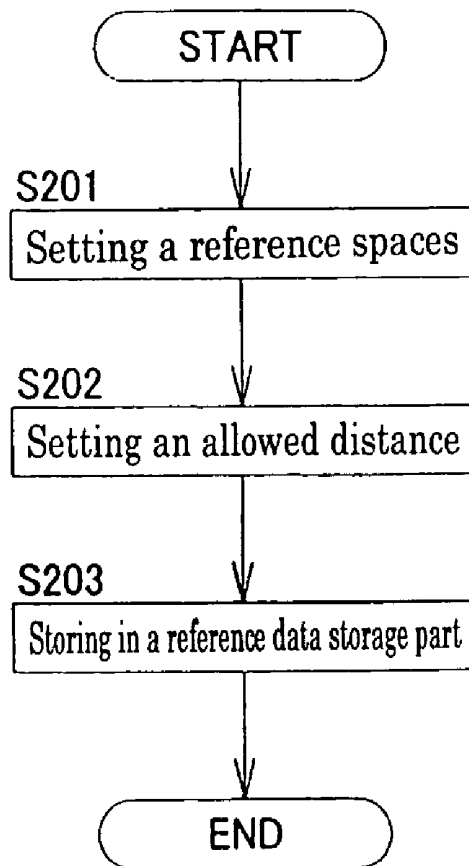 START
S201
Setting a reference spaces
S202
Setting an allowed distance
S203
Storing in a reference data storage part
END